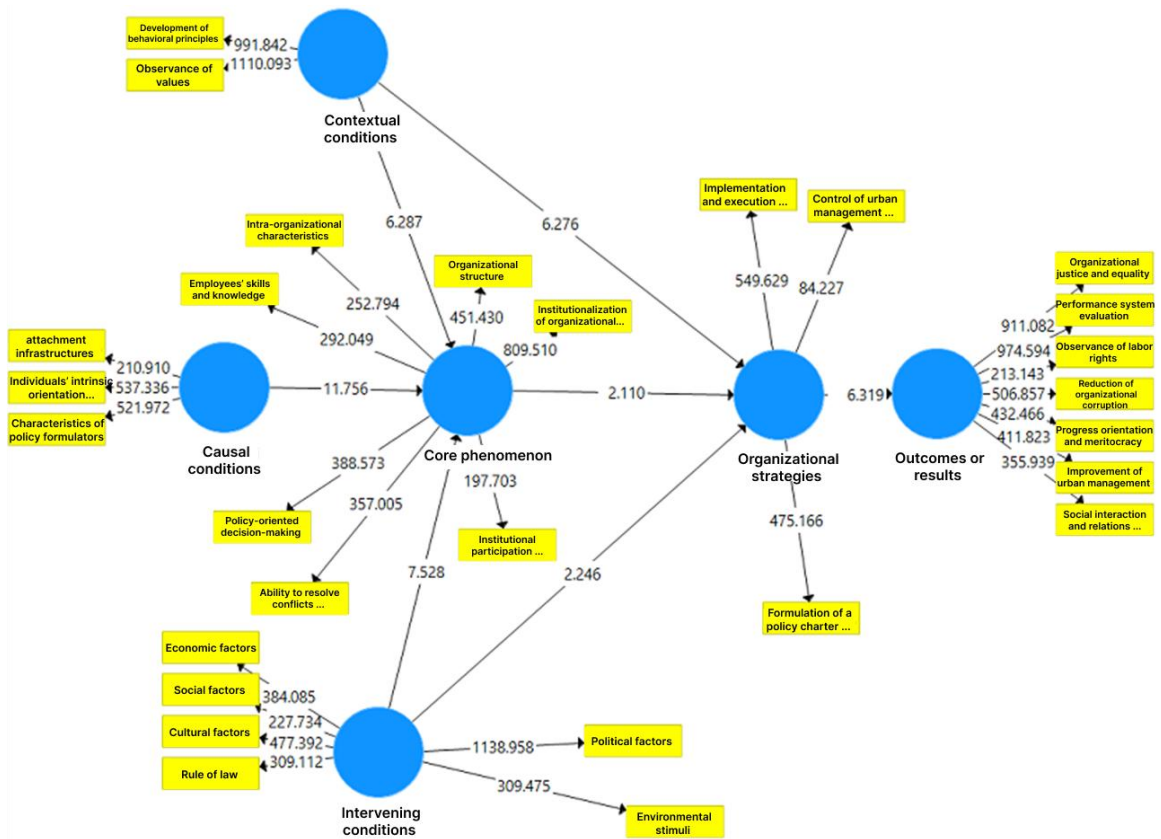 Development of
behavioral principles
991.842
Observance of
values
1110.093
Contextual
conditions
6.287
6.276
Implementation
and execution ...
Control of urban
management ...
549.629
84.227
Intra-organizational
characteristics
252.794
Employees' skills
and knowledge
292.049
Organizational
structure
451.430
Institutionalization
of organizational...
809.510
attachment
infrastructures
210.910
Individuals' intrinsic
orientation...
537.336
Characteristics of
policy formulators
521.972
Causal
conditions
11.756
Core phenomenon
2.110
Organizational
strategies
6.319
Outcomes or
results
Organizational
justice and equality
911.082
Performance system
evaluation
974.594
Observance of labor
rights
213.143
Reduction of
organizational
corruption
506.857
Progress orientation
and meritocracy
432.466
Improvement of
urban management
411.823
Social interaction
and relations ...
355.939
388.573
Policy-oriented
decision-making
357.005
Ability to resolve
conflicts ...
197.703
Institutional
participation ...
475.166
Formulation of a
policy charter ...
7.528
2.246
Economic factors
384.085
Social factors
227.734
Cultural factors
477.392
Rule of law
309.112
Intervening
conditions
1138.958
Political factors
309.475
Environmental
stimuli